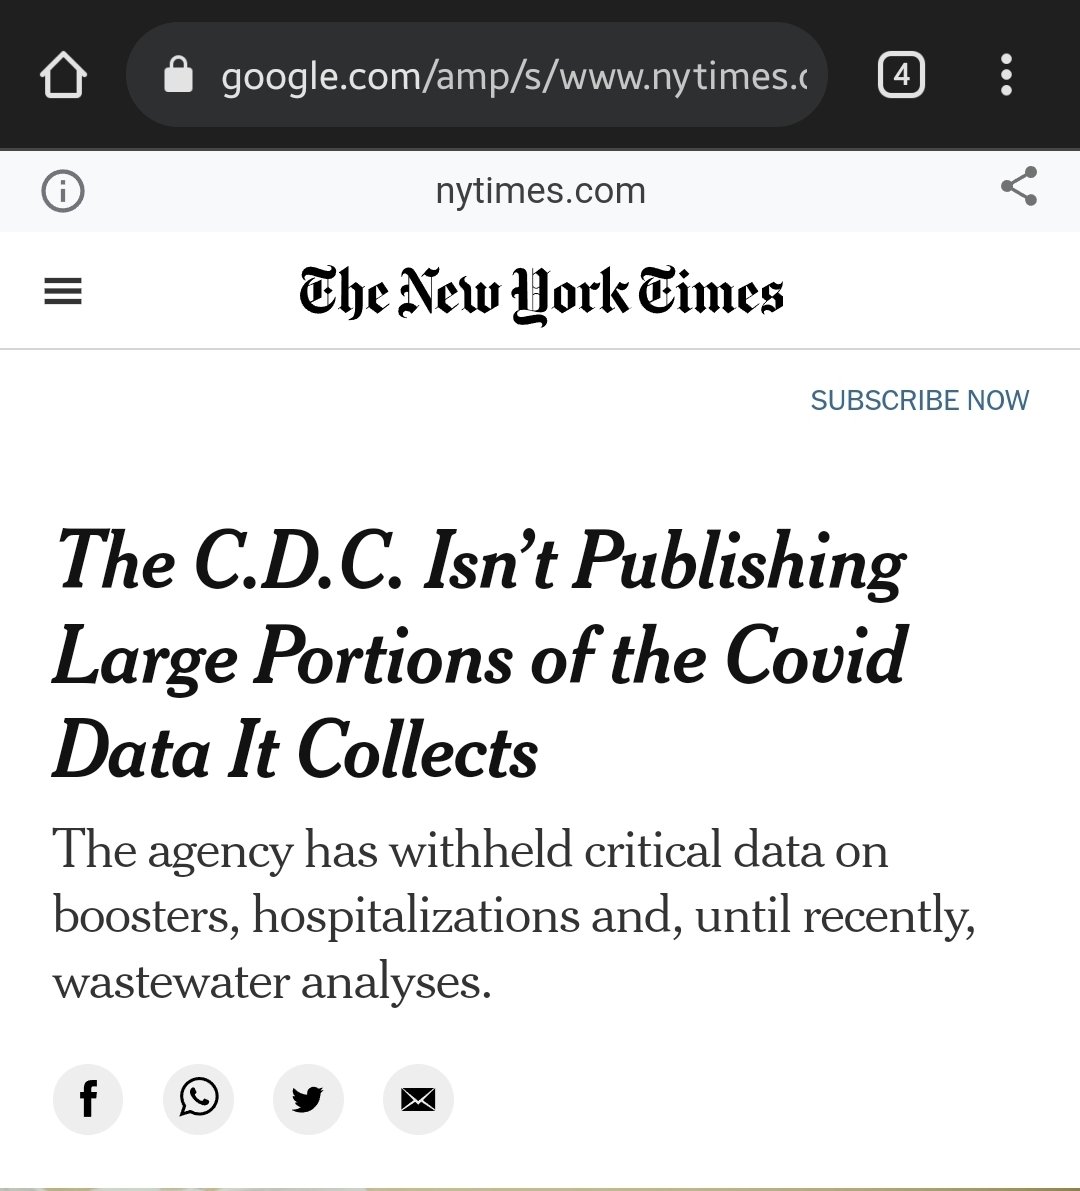 google.com/amp/s/www.nytimes.c
4
nytimes.com
The New York Times
SUBSCRIBE NOW
The C.D.C. Isn’t Publishing
Large Portions of the Covid
Data It Collects
The agency has withheld critical data on
boosters, hospitalizations and, until recently,
wastewater analyses.